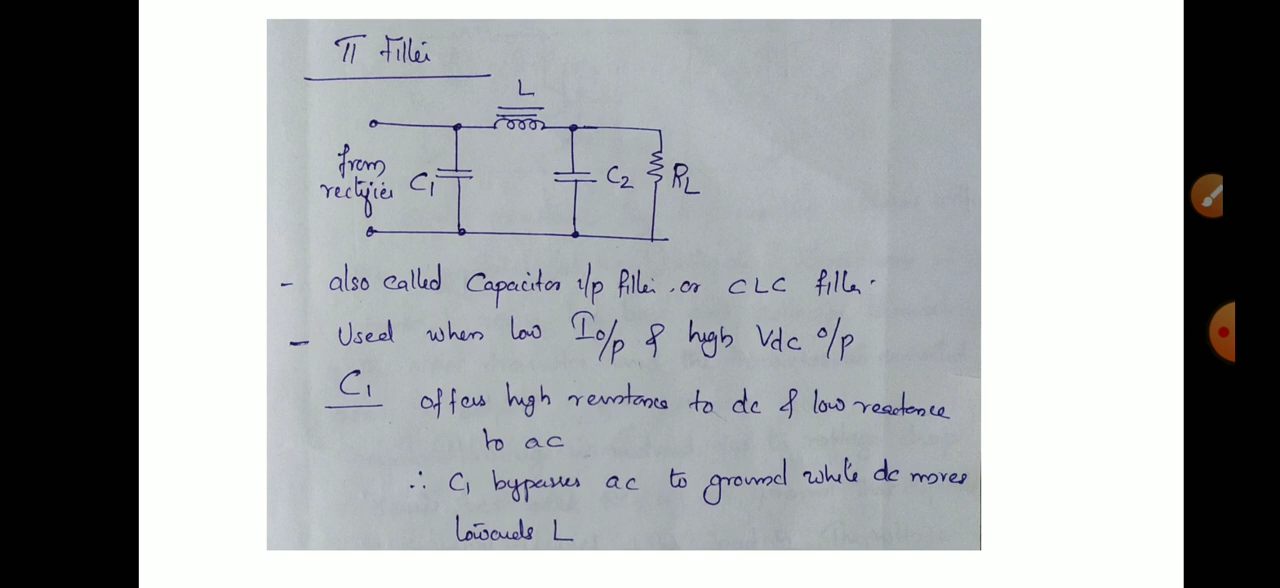 π Filter
L
from
rectifier
C1
C2
RL
- also called Capacitor i/p filter or CLC filter.
- Used when low I o/p & high Vdc o/p
C1
offers high resistance to dc & low reactance
to ac
∴ C1 bypasses ac to ground while dc moves
towards L